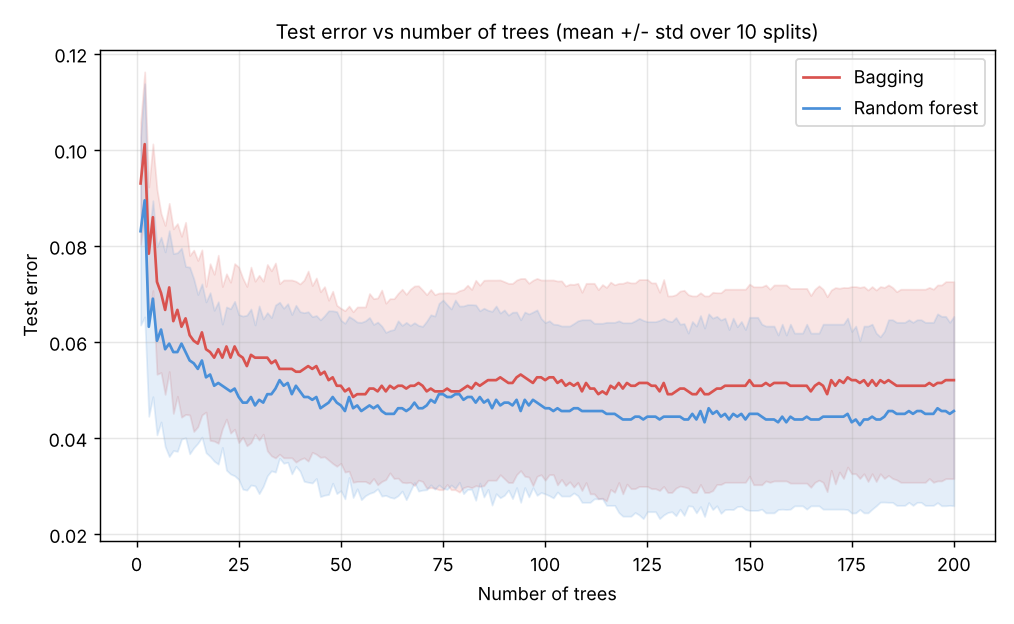 Test error vs number of trees (mean +/- std over 10 splits)
Bagging
Random forest
Test error
0.12
0.10
0.08
0.06
0.04
0.02
0 25 50 75 100 125 150 175 200
Number of trees